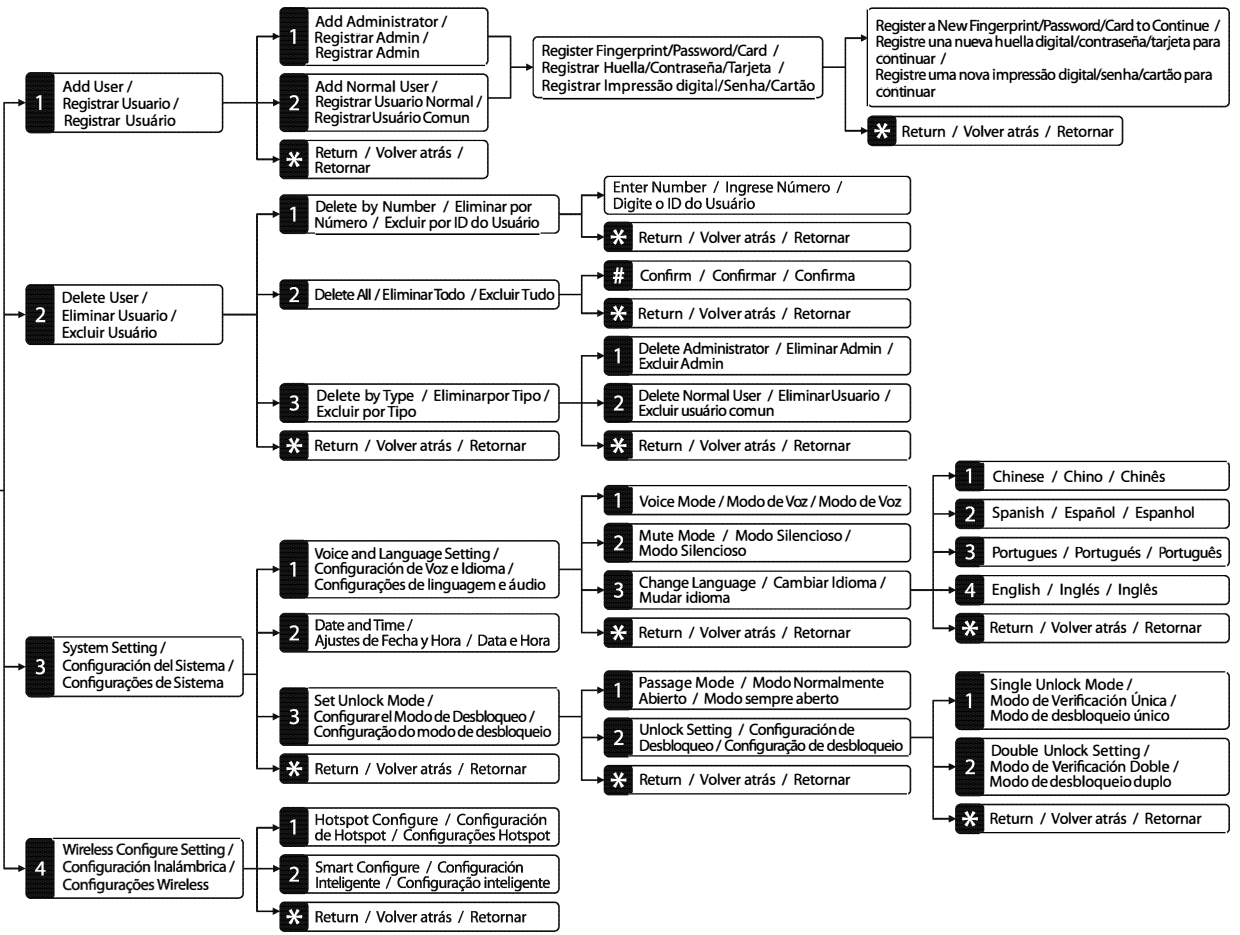 1
Add User /
Registrar Usuario /
Registrar Usuário
1
Add Administrator /
Registrar Admin /
Registrar Admin
2
Add Normal User /
Registrar Usuario Normal /
Registrar Usuário Comun
*
Return / Volver atrás /
Retornar
Register Fingerprint/Password/Card /
Registrar Huella/Contraseña/Tarjeta /
Registrar Impressão digital/Senha/Cartão
Register a New Fingerprint/Password/Card to Continue /
Registre una nueva huella digital/contraseña/tarjeta para
continuar /
Registre uma nova impressão digital/senha/cartão para
continuar
*
Return / Volver atrás / Retornar
2
Delete User /
Eliminar Usuario /
Excluir Usuário
1
Delete by Number / Eliminar por
Número / Excluir por ID do Usuário
Enter Number / Ingrese Número /
Digite o ID do Usuário
*
Return / Volver atrás / Retornar
2
Delete All / Eliminar Todo / Excluir Tudo
#
Confirm / Confirmar / Confirma
*
Return / Volver atrás / Retornar
3
Delete by Type / Eliminar por Tipo /
Excluir por Tipo
1
Delete Administrator / Eliminar Admin /
Excluir Admin
2
Delete Normal User / Eliminar Usuario /
Excluir usuário comun
*
Return / Volver atrás / Retornar
*
Return / Volver atrás / Retornar
3
System Setting /
Configuración del Sistema /
Configurações de Sistema
1
Voice and Language Setting /
Configuración de Voz e Idioma /
Configurações de linguagem e áudio
1
Voice Mode / Modo de Voz / Modo de Voz
2
Mute Mode / Modo Silencioso /
Modo Silencioso
3
Change Language / Cambiar Idioma /
Mudar idioma
1
Chinese / Chino / Chinês
2
Spanish / Español / Espanhol
3
Portugues / Portugués / Português
4
English / Inglés / Inglês
*
Return / Volver atrás / Retornar
*
Return / Volver atrás / Retornar
2
Date and Time /
Ajustes de Fecha y Hora / Data e Hora
3
Set Unlock Mode /
Configurar el Modo de Desbloqueo /
Configuração do modo de desbloqueio
1
Passage Mode / Modo Normalmente
Abierto / Modo sempre aberto
2
Unlock Setting / Configuración de
Desbloqueo / Configuração de desbloqueio
1
Single Unlock Mode /
Modo de Verificación Única /
Modo de desbloqueio único
2
Double Unlock Setting /
Modo de Verificación Doble /
Modo de desbloqueio duplo
*
Return / Volver atrás / Retornar
*
Return / Volver atrás / Retornar
*
Return / Volver atrás / Retornar
4
Wireless Configure Setting /
Configuración Inalámbrica /
Configurações Wireless
1
Hotspot Configure / Configuración
de Hotspot / Configurações Hotspot
2
Smart Configure / Configuración
Inteligente / Configuração inteligente
*
Return / Volver atrás / Retornar